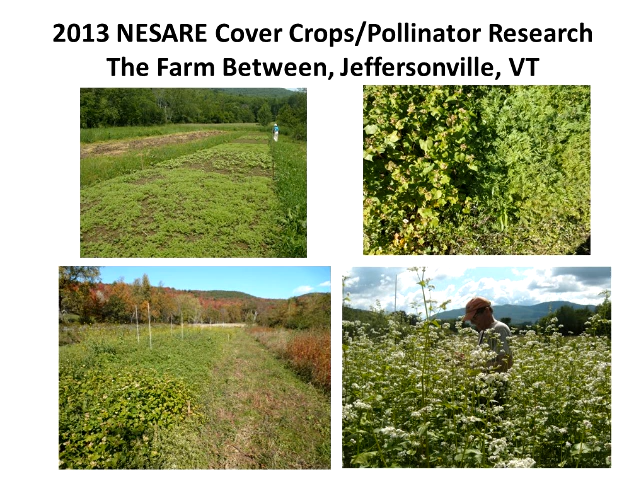 2013 NESARE Cover Crops/Pollinator Research
The Farm Between, Jeffersonville, VT